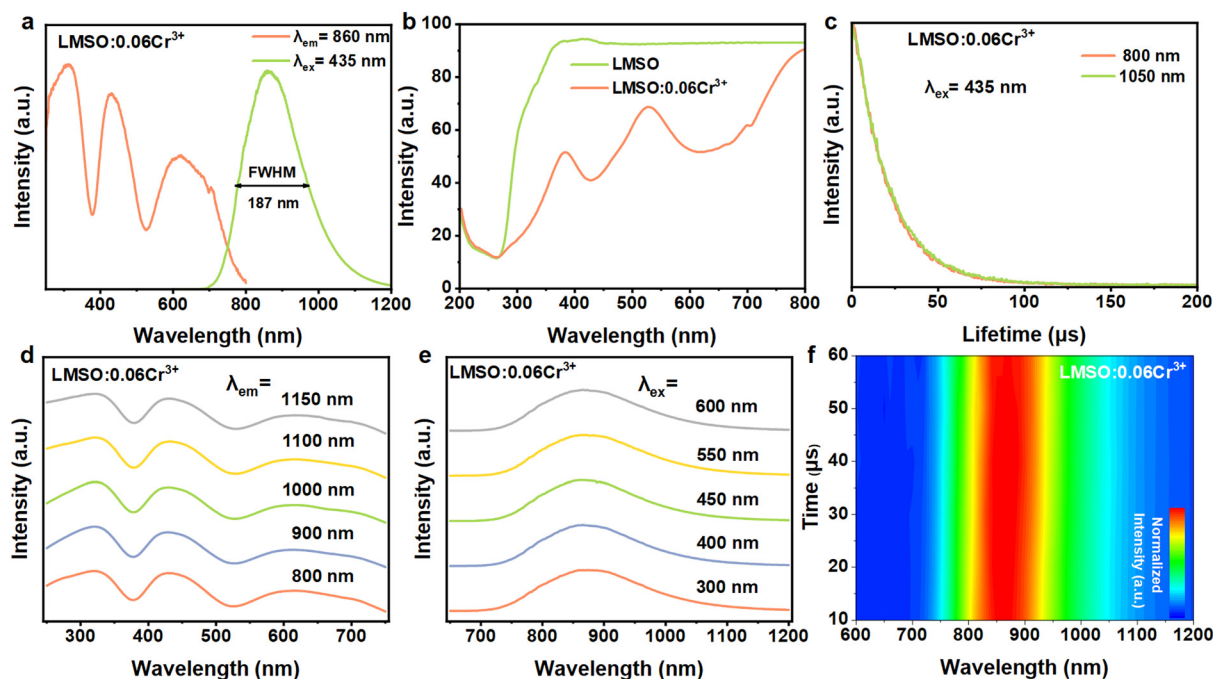 a
LMSO:0.06Cr³⁺
λem= 860 nm
λex= 435 nm
FWHM
187 nm
Intensity (a.u.)
400 600 800 1000 1200
Wavelength (nm)
b
100
80
60
40
20
0
LMSO
LMSO:0.06Cr³⁺
Intensity (a.u.)
200 300 400 500 600 700 800
Wavelength (nm)
c
LMSO:0.06Cr³⁺
800 nm
1050 nm
λex= 435 nm
Intensity (a.u.)
0 25 50 75 100 125 150 175 200
Lifetime (µs)
d
LMSO:0.06Cr³⁺
λem=
1150 nm
1100 nm
1000 nm
900 nm
800 nm
Intensity (a.u.)
300 400 500 600 700
Wavelength (nm)
e
LMSO:0.06Cr³⁺
λex=
600 nm
550 nm
450 nm
400 nm
300 nm
Intensity (a.u.)
700 800 900 1000 1100 1200
Wavelength (nm)
f
LMSO:0.06Cr³⁺
60
50
40
30
20
10
Time (µs)
Normalized
Intensity (a.u.)
600 700 800 900 1000 1100 1200
Wavelength (nm)